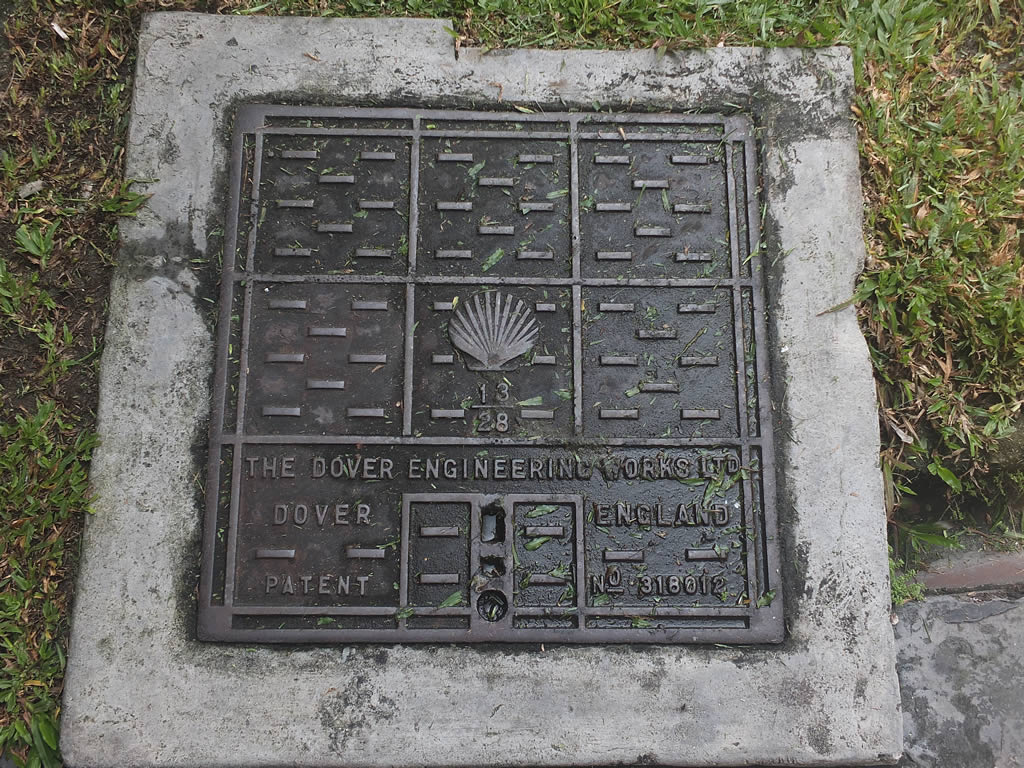 13
28
THE DOVER ENGINEERING WORKS LTD
DOVER ENGLAND
PATENT Nº 318012